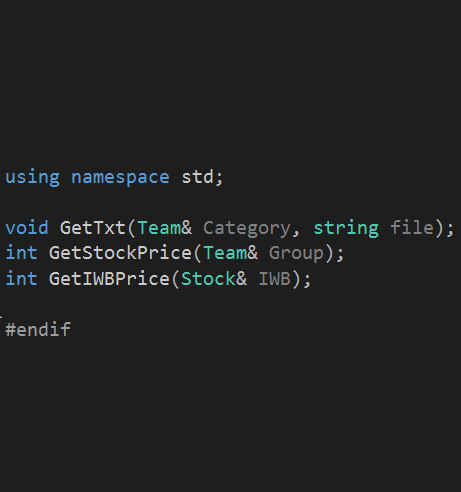 using namespace std;
void GetTxt(Team& Category, string file);
int GetStockPrice(Team& Group);
int GetIWBPrice(Stock& IWB);
#endif